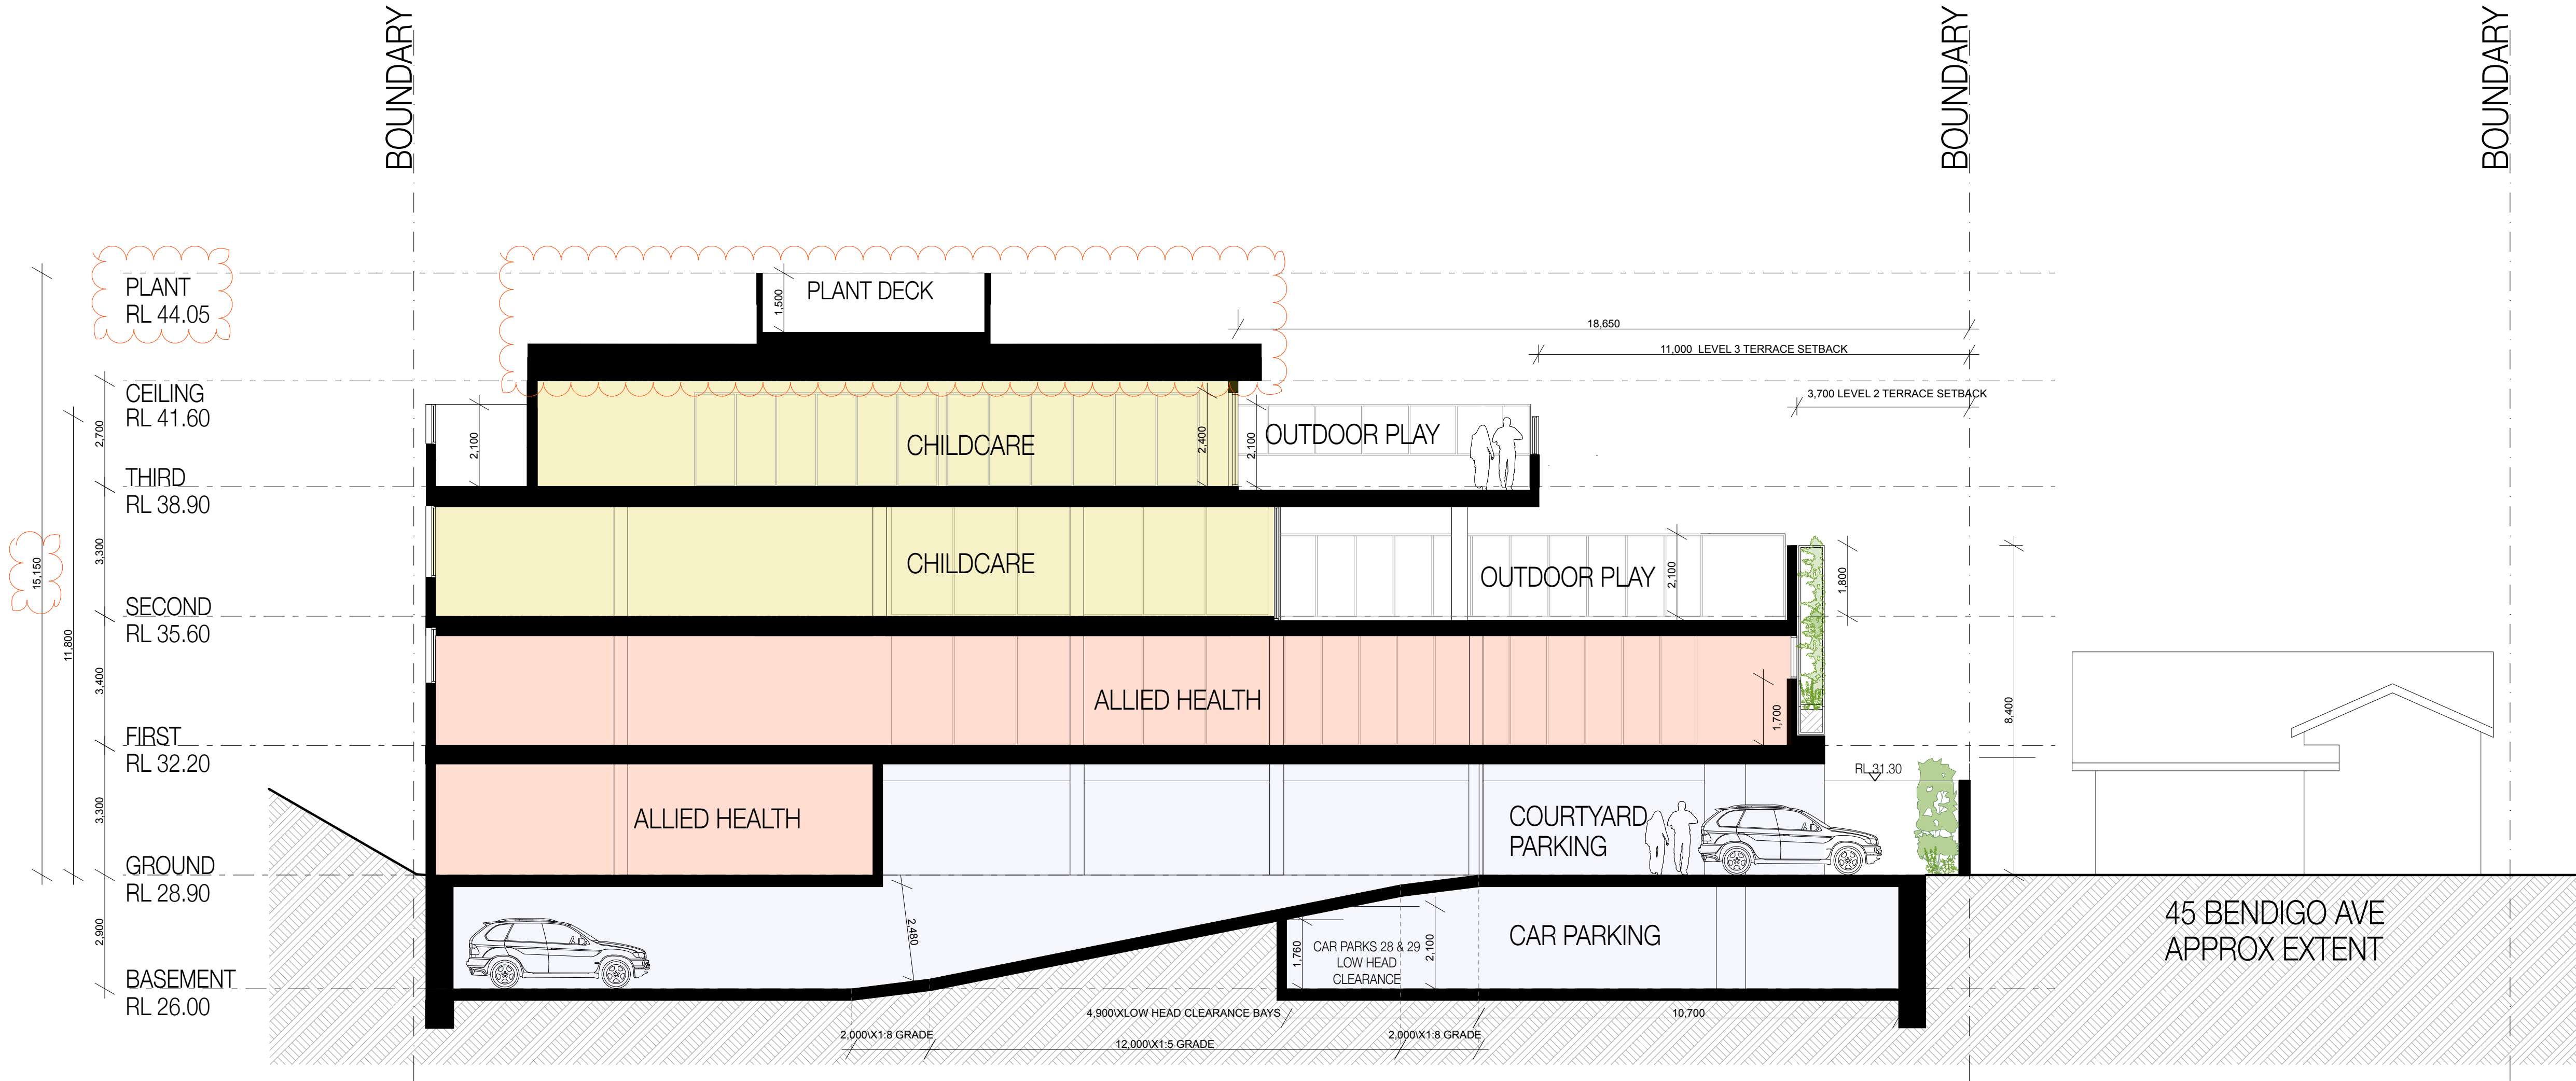 BOUNDARY
BOUNDARY
BOUNDARY
PLANT
RL 44.05
PLANT DECK
1,500
18,650
11,000 LEVEL 3 TERRACE SETBACK
3,700 LEVEL 2 TERRACE SETBACK
CEILING
RL 41.60
2,700
2,100
CHILDCARE
2,400
2,100
OUTDOOR PLAY
THIRD
RL 38.90
3,300
CHILDCARE
OUTDOOR PLAY
2,100
1,800
15,150
11,800
SECOND
RL 35.60
3,400
ALLIED HEALTH
1,700
8,400
FIRST
RL 32.20
RL 31.30
3,300
ALLIED HEALTH
COURTYARD
PARKING
GROUND
RL 28.90
2,900
2,480
1,760
CAR PARKS 28 & 29
LOW HEAD
CLEARANCE
2,100
CAR PARKING
45 BENDIGO AVE
APPROX EXTENT
BASEMENT
RL 26.00
4,900\XLOW HEAD CLEARANCE BAYS
10,700
2,000\X1:8 GRADE
12,000\X1:5 GRADE
2,000\X1:8 GRADE